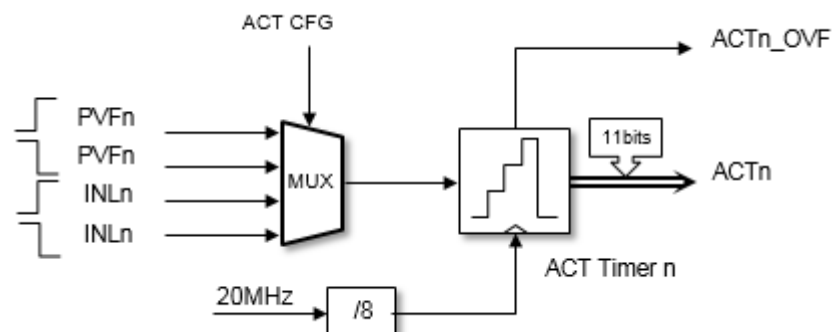 ACT CFG
ACTn_OVF
PVFn
11bits
PVFn
MUX
ACTn
INLn
INLn
ACT Timer n
20MHz
/8